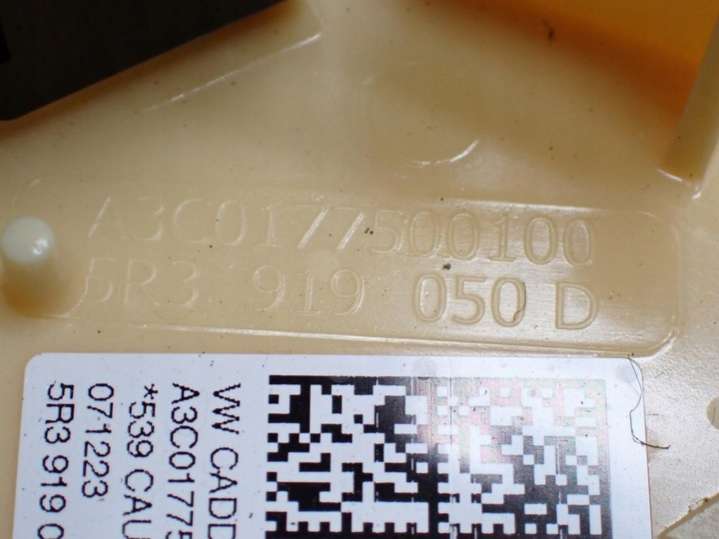 A3C0177500100
5R3 919 050 D
VW CADD
A3C01775
*539 CAU
071223
5R3 919 0